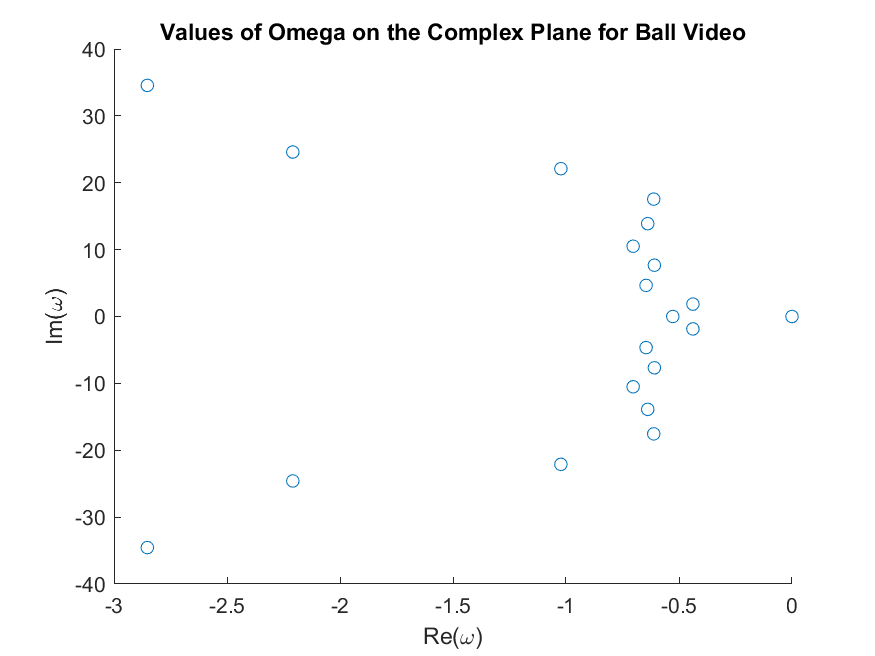 Values of Omega on the Complex Plane for Ball Video
40
30
20
10
0
-10
-20
-30
-40
Im(ω)
-3 -2.5 -2 -1.5 -1 -0.5 0
Re(ω)